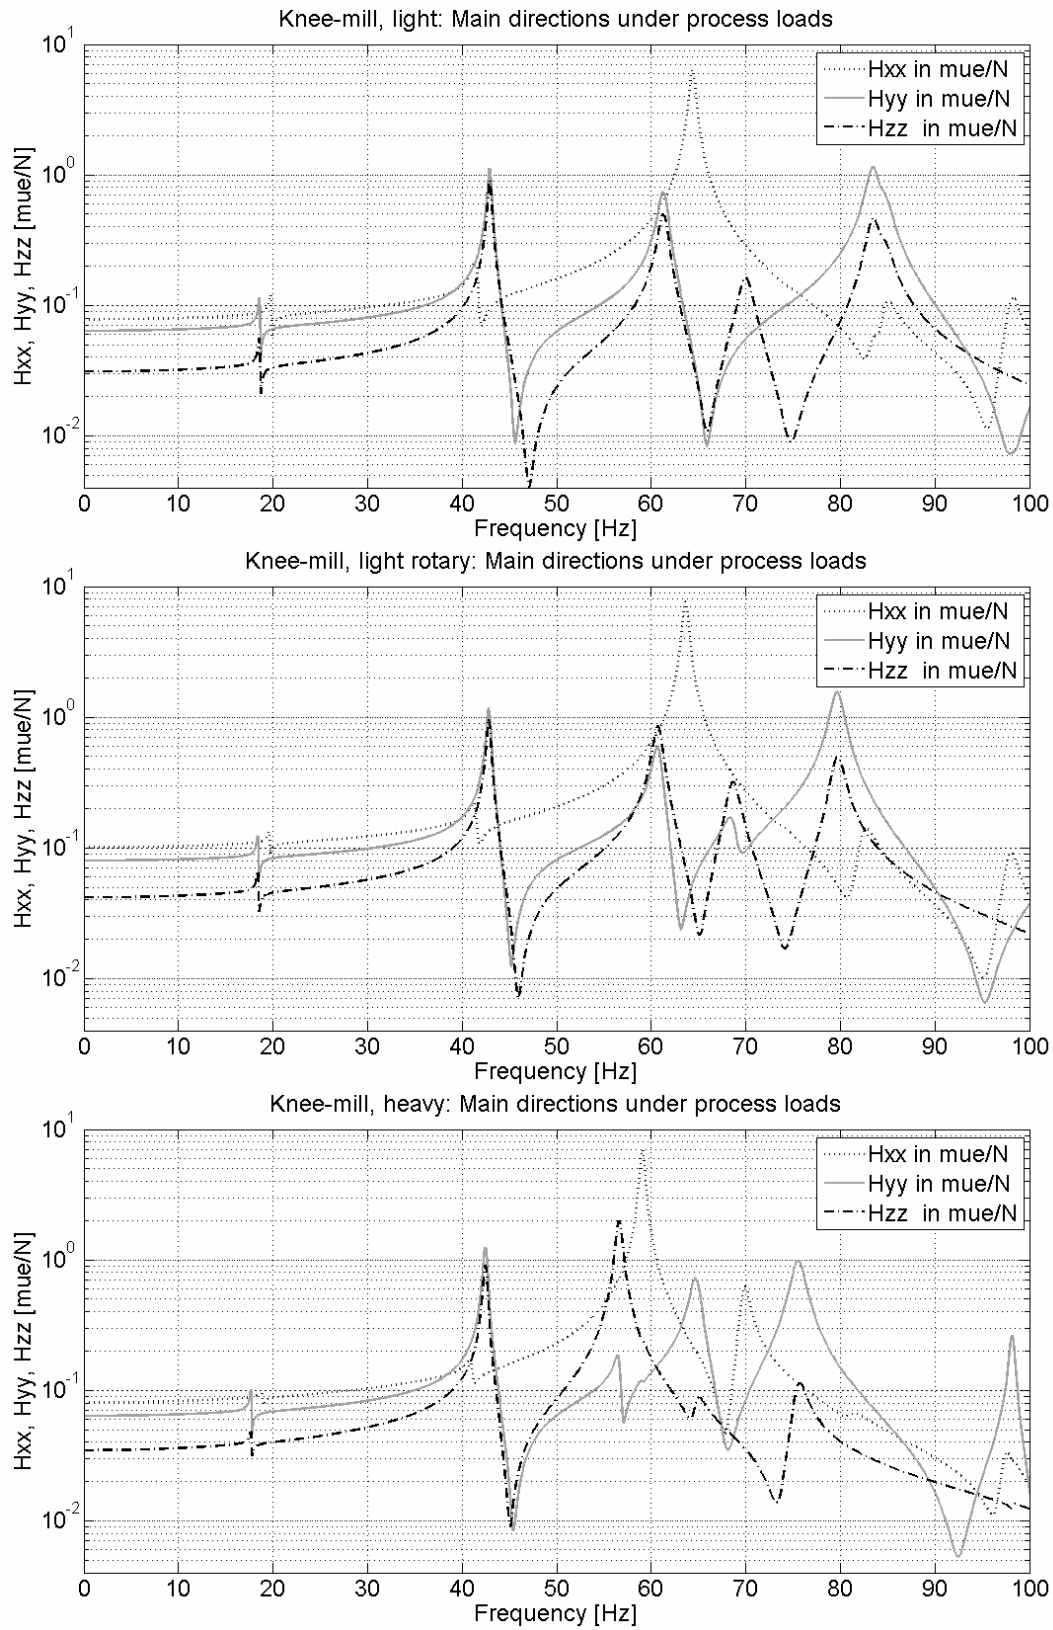 Knee-mill, light: Main directions under process loads
Hxx, Hyy, Hzz [mue/N]
10^1
10^0
10^-1
10^-2
Hxx in mue/N
Hyy in mue/N
Hzz in mue/N
0 10 20 30 40 50 60 70 80 90 100
Frequency [Hz]
Knee-mill, light rotary: Main directions under process loads
Hxx, Hyy, Hzz [mue/N]
10^1
10^0
10^-1
10^-2
Hxx in mue/N
Hyy in mue/N
Hzz in mue/N
0 10 20 30 40 50 60 70 80 90 100
Frequency [Hz]
Knee-mill, heavy: Main directions under process loads
Hxx, Hyy, Hzz [mue/N]
10^1
10^0
10^-1
10^-2
Hxx in mue/N
Hyy in mue/N
Hzz in mue/N
0 10 20 30 40 50 60 70 80 90 100
Frequency [Hz]